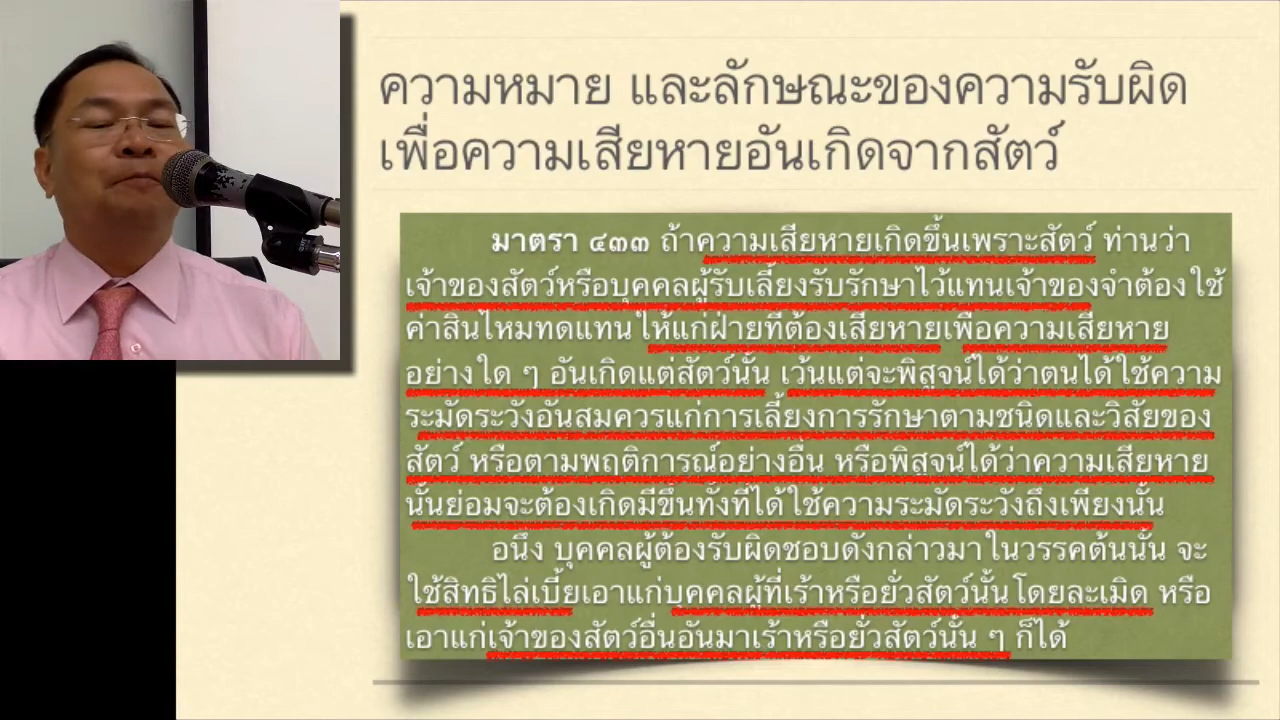 ความหมาย และลักษณะของความรับผิด
เพื่อความเสียหายอันเกิดจากสัตว์
มาตรา ๔๓๓ ถ้าความเสียหายเกิดขึ้นเพราะสัตว์ ท่านว่า
เจ้าของสัตว์หรือบุคคลผู้รับเลี้ยงรับรักษาไว้แทนเจ้าของจำต้องใช้
ค่าสินไหมทดแทนให้แก่ฝ่ายที่ต้องเสียหายเพื่อความเสียหาย
อย่างใด ๆ อันเกิดแต่สัตว์นั้น เว้นแต่จะพิสูจน์ได้ว่าตนได้ใช้ความ
ระมัดระวังอันสมควรแก่การเลี้ยงการรักษาตามชนิดและวิสัยของ
สัตว์ หรือตามพฤติการณ์อย่างอื่น หรือพิสูจน์ได้ว่าความเสียหาย
นั้นย่อมจะต้องเกิดมีขึ้นทั้งที่ได้ใช้ความระมัดระวังถึงเพียงนั้น
อนึ่ง บุคคลผู้ต้องรับผิดชอบดังกล่าวมาในวรรคต้นนั้น จะ
ใช้สิทธิไล่เบี้ยเอาแก่บุคคลผู้ที่เร้าหรือยั่วสัตว์นั้นโดยละเมิด หรือ
เอาแก่เจ้าของสัตว์อื่นอันมาเร้าหรือยั่วสัตว์นั้น ๆ ก็ได้